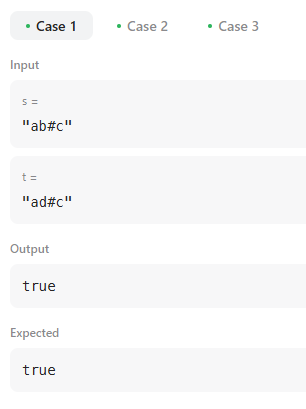 Case 1 Case 2 Case 3
Input
s =
"ab#c"
t =
"ad#c"
Output
true
Expected
true